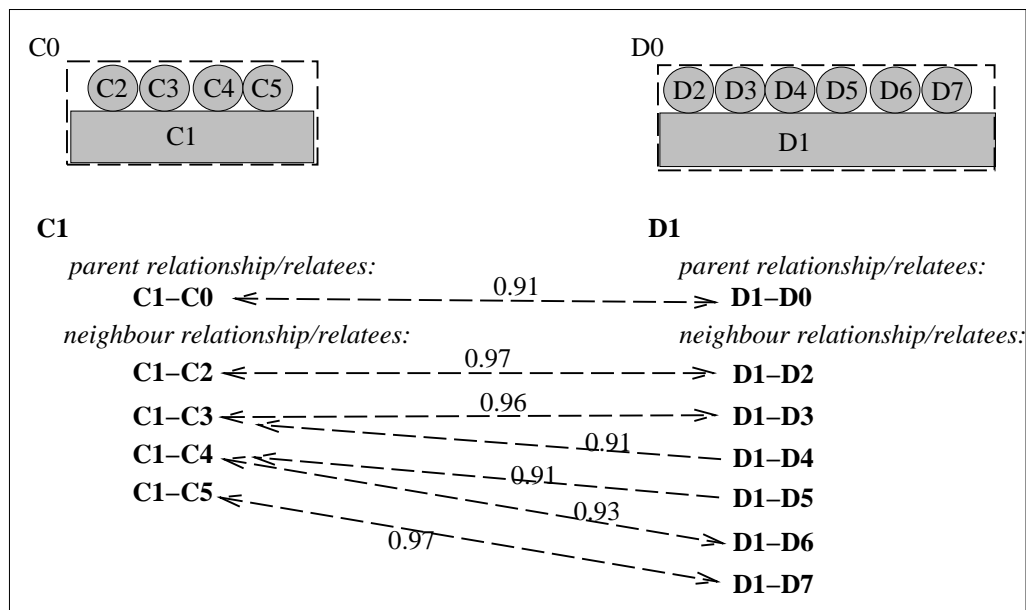 C0 D0
C2 C3 C4 C5 D2 D3 D4 D5 D6 D7
C1 D1
C1 D1
parent relationship/relatees: parent relationship/relatees:
C1–C0 0.91 D1–D0
neighbour relationship/relatees: neighbour relationship/relatees:
C1–C2 0.97 D1–D2
C1–C3 0.96 D1–D3
C1–C4 0.91 D1–D4
C1–C5 0.91 D1–D5
0.97 0.93 D1–D6
D1–D7